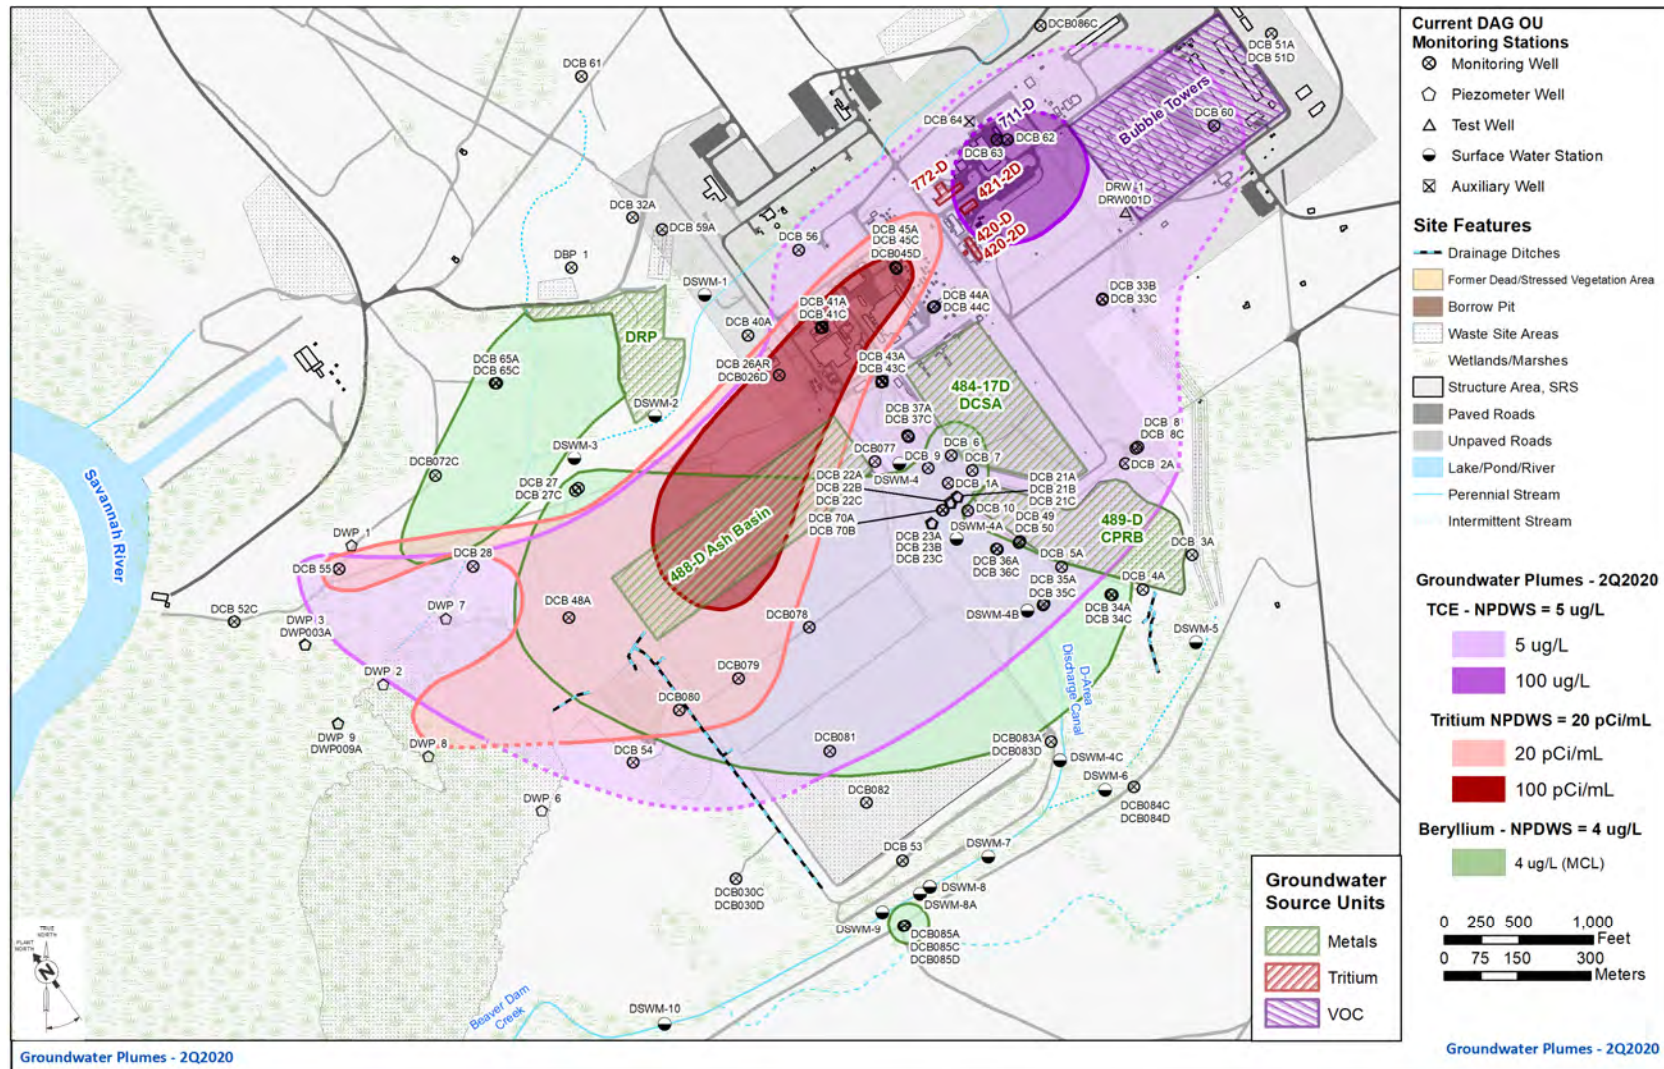 DCB086C
DCB 51A
DCB 51D
DCB 61
DCB 64
711-D
DCB 62
DCB 63
Bubble Towers
DCB 60
772-D
421-2D
DRW 1
DRW001D
420-D
420-2D
DCB 32A
DCB 59A
DCB 56
DCB 45A
DCB 45C
DCB045D
DBP 1
DSWM-1
DCB 41A
DCB 41C
DCB 44A
DCB 44C
DCB 33B
DCB 33C
DCB 40A
DRP
DCB 65A
DCB 65C
DCB 26AR
DCB026D
DCB 43A
DCB 43C
484-17D
DCSA
DSWM-2
DCB 37A
DCB 37C
DCB 8
DCB 8C
DSWM-3
DCB077
DCB 6
DCB 9
DCB 7
DCB 2A
DCB072C
DSWM-4
DCB 22A
DCB 22B
DCB 22C
DCB 1A
DCB 21A
DCB 21B
DCB 21C
DCB 27
DCB 27C
DCB 70A
DCB 70B
DCB 10
DCB 49
DCB 50
489-D
CPRB
Savannah River
488-D Ash Basin
DWP 1
DCB 23A
DCB 23B
DCB 23C
DSWM-4A
DCB 3A
DCB 28
DCB 55
DCB 36A
DCB 36C
DCB 5A
DCB 4A
DCB 35A
DCB 35C
DCB 52C
DWP 7
DCB 48A
DCB078
DSWM-4B
DCB 34A
DCB 34C
DWP 3
DWP003A
DSWM-5
DWP 2
DCB079
D-Area
Discharge Canal
DCB080
DWP 9
DWP009A
DWP 8
DCB 54
DCB081
DCB083A
DCB083D
DSWM-4C
DSWM-6
DWP 6
DCB082
DCB084C
DCB084D
DCB 53
DSWM-7
DCB030C
DCB030D
DSWM-8
DSWM-8A
DSWM-9
DCB085A
DCB085C
DCB085D
Beaver Dam
Creek
DSWM-10
TRUE
NORTH
PLANT
NORTH
N
Groundwater
Source Units
Metals
Tritium
VOC
Groundwater Plumes - 2Q2020
Current DAG OU
Monitoring Stations
Monitoring Well
Piezometer Well
Test Well
Surface Water Station
Auxiliary Well
Site Features
Drainage Ditches
Former Dead/Stressed Vegetation Area
Borrow Pit
Waste Site Areas
Wetlands/Marshes
Structure Area, SRS
Paved Roads
Unpaved Roads
Lake/Pond/River
Perennial Stream
Intermittent Stream
Groundwater Plumes - 2Q2020
TCE - NPDWS = 5 ug/L
5 ug/L
100 ug/L
Tritium NPDWS = 20 pCi/mL
20 pCi/mL
100 pCi/mL
Beryllium - NPDWS = 4 ug/L
4 ug/L (MCL)
0 250 500 1,000
Feet
0 75 150 300
Meters
Groundwater Plumes - 2Q2020